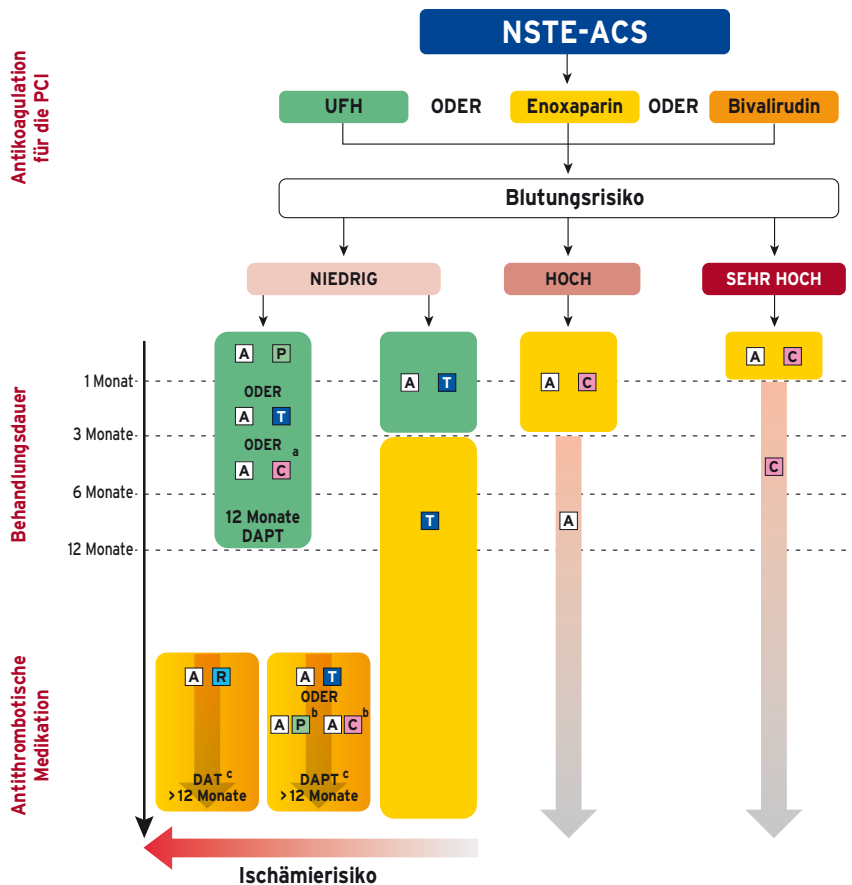 NSTE-ACS
Antikoagulation
für die PCI
UFH ODER Enoxaparin ODER Bivalirudin
Blutungsrisiko
NIEDRIG HOCH SEHR HOCH
Behandlungsdauer
A P
A T
A C
A C
1 Monat
ODER
A T
3 Monate
ODER a
A C
C
6 Monate
12 Monate
DAPT
T
A
12 Monate
Antithrombotische
Medikation
A R
A T
ODER
A P b A C b
DAT c
> 12 Monate
DAPT c
> 12 Monate
Ischämierisiko